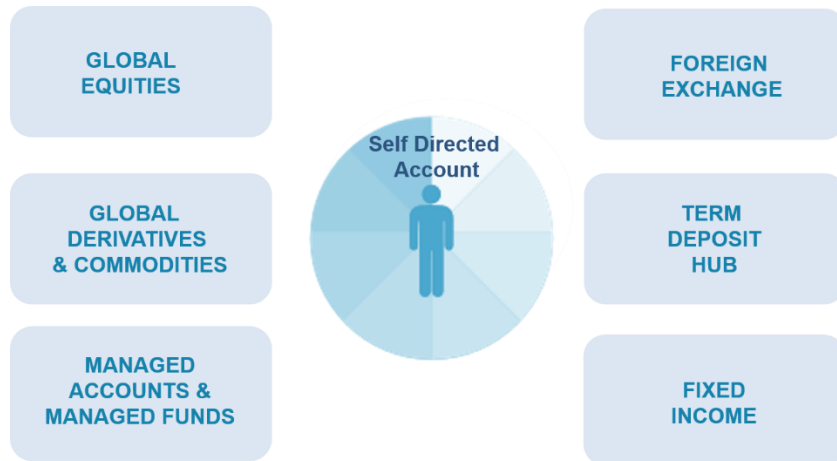 GLOBAL
EQUITIES
GLOBAL
DERIVATIVES
& COMMODITIES
MANAGED
ACCOUNTS &
MANAGED FUNDS
Self Directed
Account
FOREIGN
EXCHANGE
TERM
DEPOSIT
HUB
FIXED
INCOME